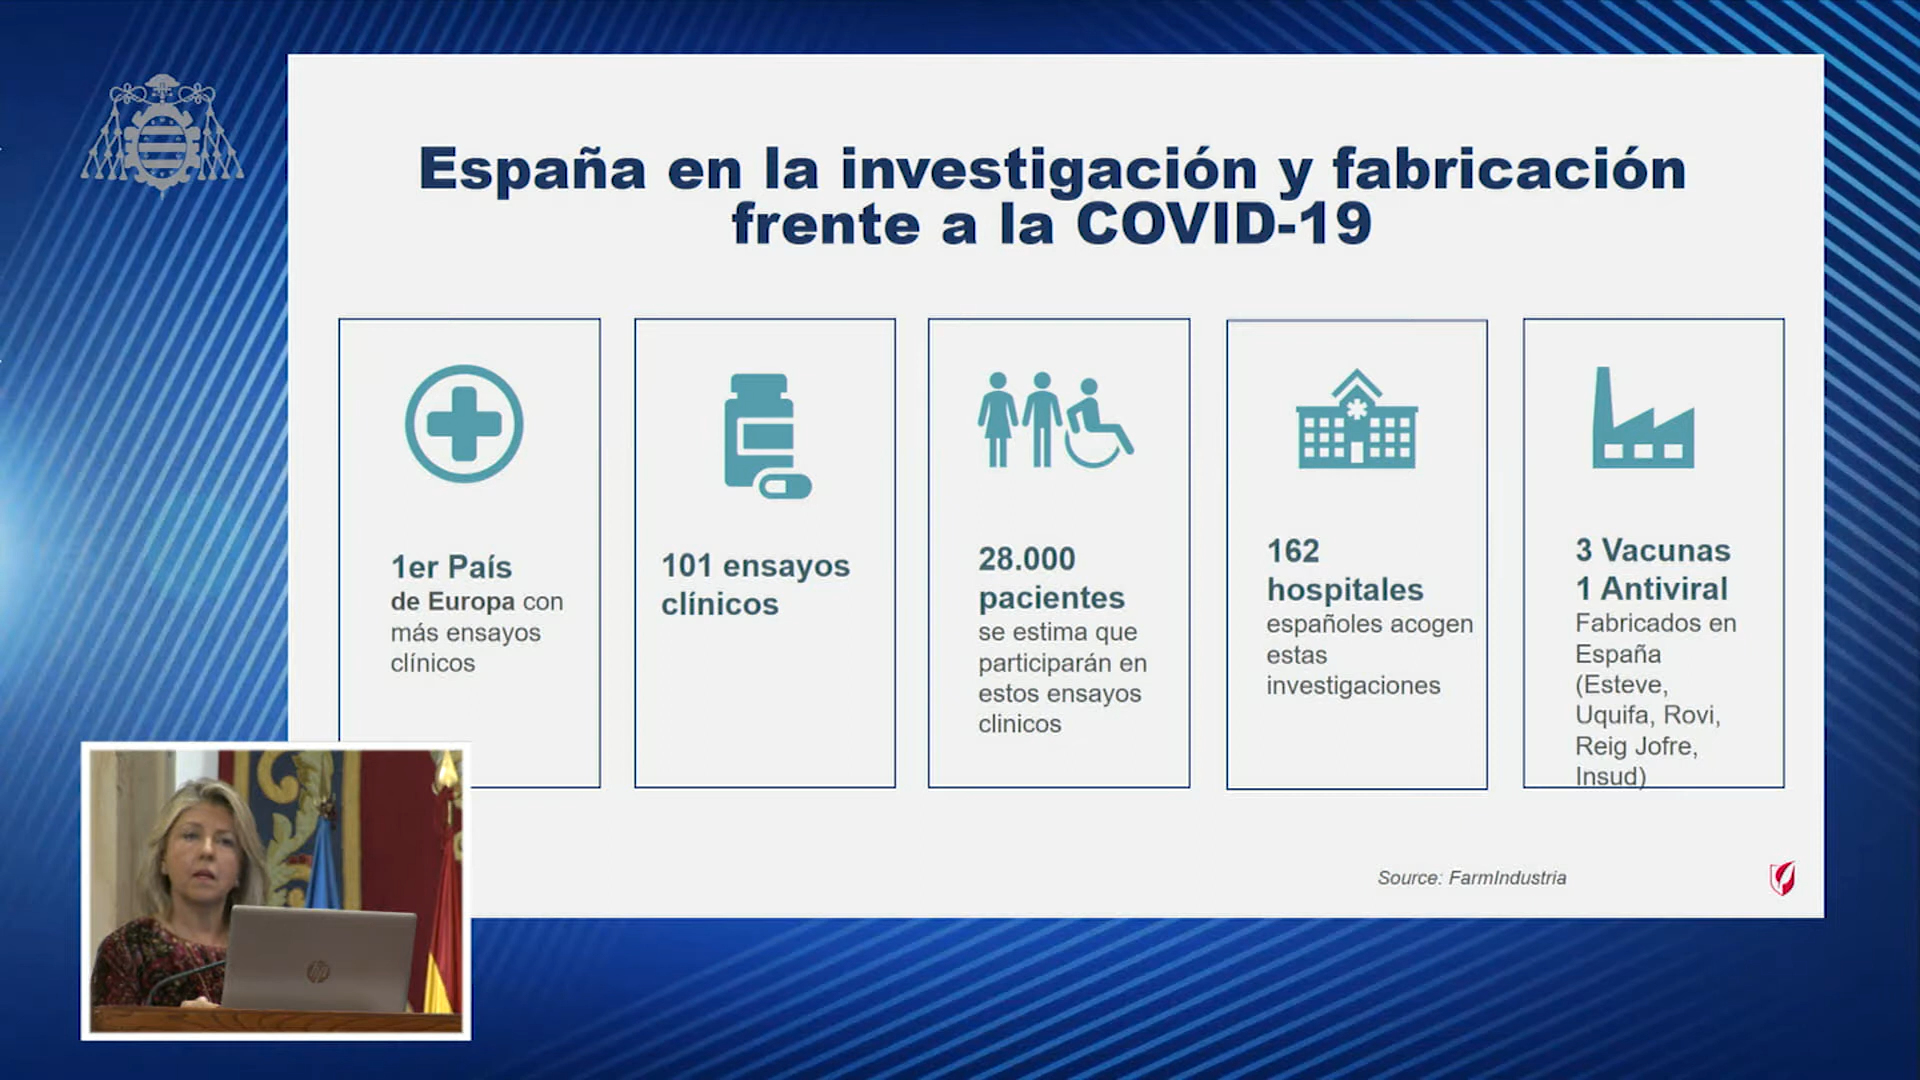 España en la investigación y fabricación
frente a la COVID-19
1er País
de Europa con
más ensayos
clínicos
101 ensayos
clínicos
28.000
pacientes
se estima que
participarán en
estos ensayos
clinicos
162
hospitales
españoles acogen
estas
investigaciones
3 Vacunas
1 Antiviral
Fabricados en
España
(Esteve,
Uquifa, Rovi,
Reig Jofre,
Insud)
Source: FarmIndustria
hp